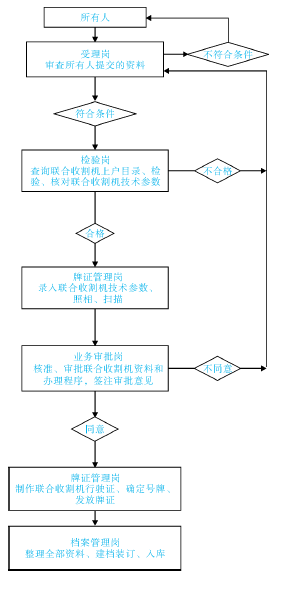 所有人
受理岗
审查所有人提交的资料
不符合条件
符合条件
检验岗
查询联合收割机上户目录、检
验、核对联合收割机技术参数
不合格
合格
牌证管理岗
录入联合收割机技术参数、
照相、扫描
业务审批岗
核准、审批联合收割机资料和
办理程序，签注审批意见
不同意
同意
牌证管理岗
制作联合收割机行驶证、确定号牌、
发放牌证
档案管理岗
整理全部资料、建档装订、入库